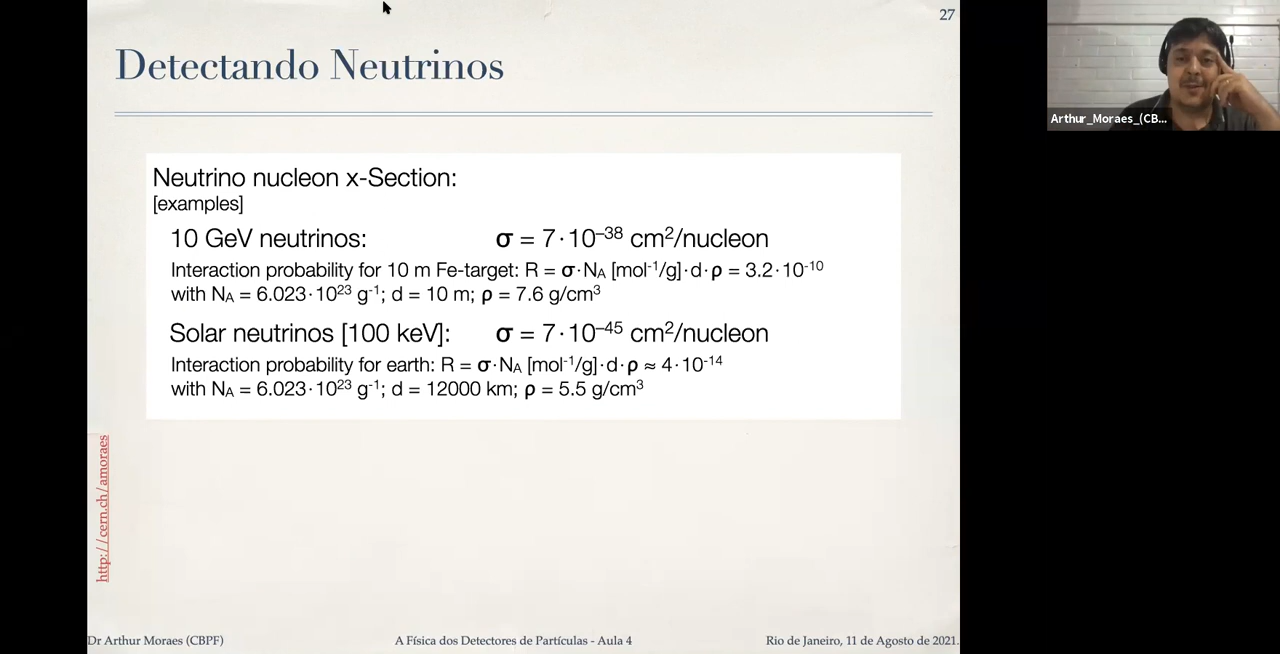 27
Detectando Neutrinos
Neutrino nucleon x-Section:
[examples]
10 GeV neutrinos: σ = 7·10⁻³⁸ cm²/nucleon
Interaction probability for 10 m Fe-target: R = σ·Nᴀ [mol⁻¹/g]·d·ρ = 3.2·10⁻¹⁰
with Nᴀ = 6.023·10²³ g⁻¹; d = 10 m; ρ = 7.6 g/cm³
Solar neutrinos [100 keV]: σ = 7·10⁻⁴⁵ cm²/nucleon
Interaction probability for earth: R = σ·Nᴀ [mol⁻¹/g]·d·ρ ≈ 4·10⁻¹⁴
with Nᴀ = 6.023·10²³ g⁻¹; d = 12000 km; ρ = 5.5 g/cm³
http://cern.ch/amoraes
Dr Arthur Moraes (CBPF) A Física dos Detectores de Partículas - Aula 4 Rio de Janeiro, 11 de Agosto de 2021.
Arthur_Moraes_(CB...